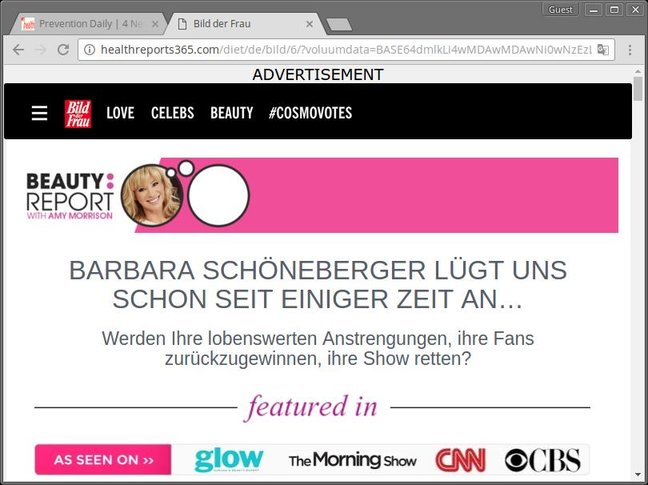 Guest
Prevention Daily | 4 Ne
Bild der Frau
healthreports365.com/diet/de/bild/6/?voluumdata=BASE64dmlkLi4wMDAwMDAwNi0wNzEzL
ADVERTISEMENT
Bild der Frau LOVE CELEBS BEAUTY #COSMOVOTES
BEAUTY:
REPORT
WITH AMY MORRISON
BARBARA SCHÖNEBERGER LÜGT UNS
SCHON SEIT EINIGER ZEIT AN...
Werden Ihre lobenswerten Anstrengungen, ihre Fans
zurückzugewinnen, ihre Show retten?
featured in
AS SEEN ON >> glow The Morning Show CNN CBS